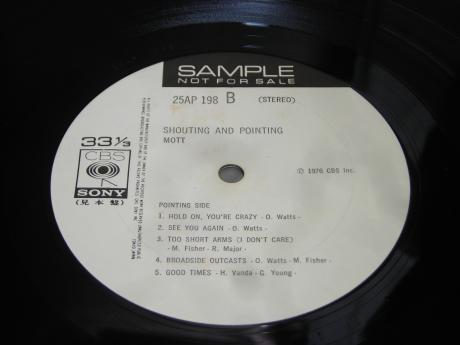 SAMPLE
NOT FOR SALE
25AP 198 B (STEREO)
SHOUTING AND POINTING
MOTT
33 1/3
CBS
SONY
(見本盤)
℗ 1976 CBS Inc.
POINTING SIDE
1. HOLD ON, YOU'RE CRAZY - O. Watts -
2. SEE YOU AGAIN - O. Watts -
3. TOO SHORT ARMS (I DON'T CARE)
- M. Fisher - R. Major -
4. BROADSIDE OUTCASTS - O. Watts - M. Fisher -
5. GOOD TIMES - H. Vanda - G. Young -